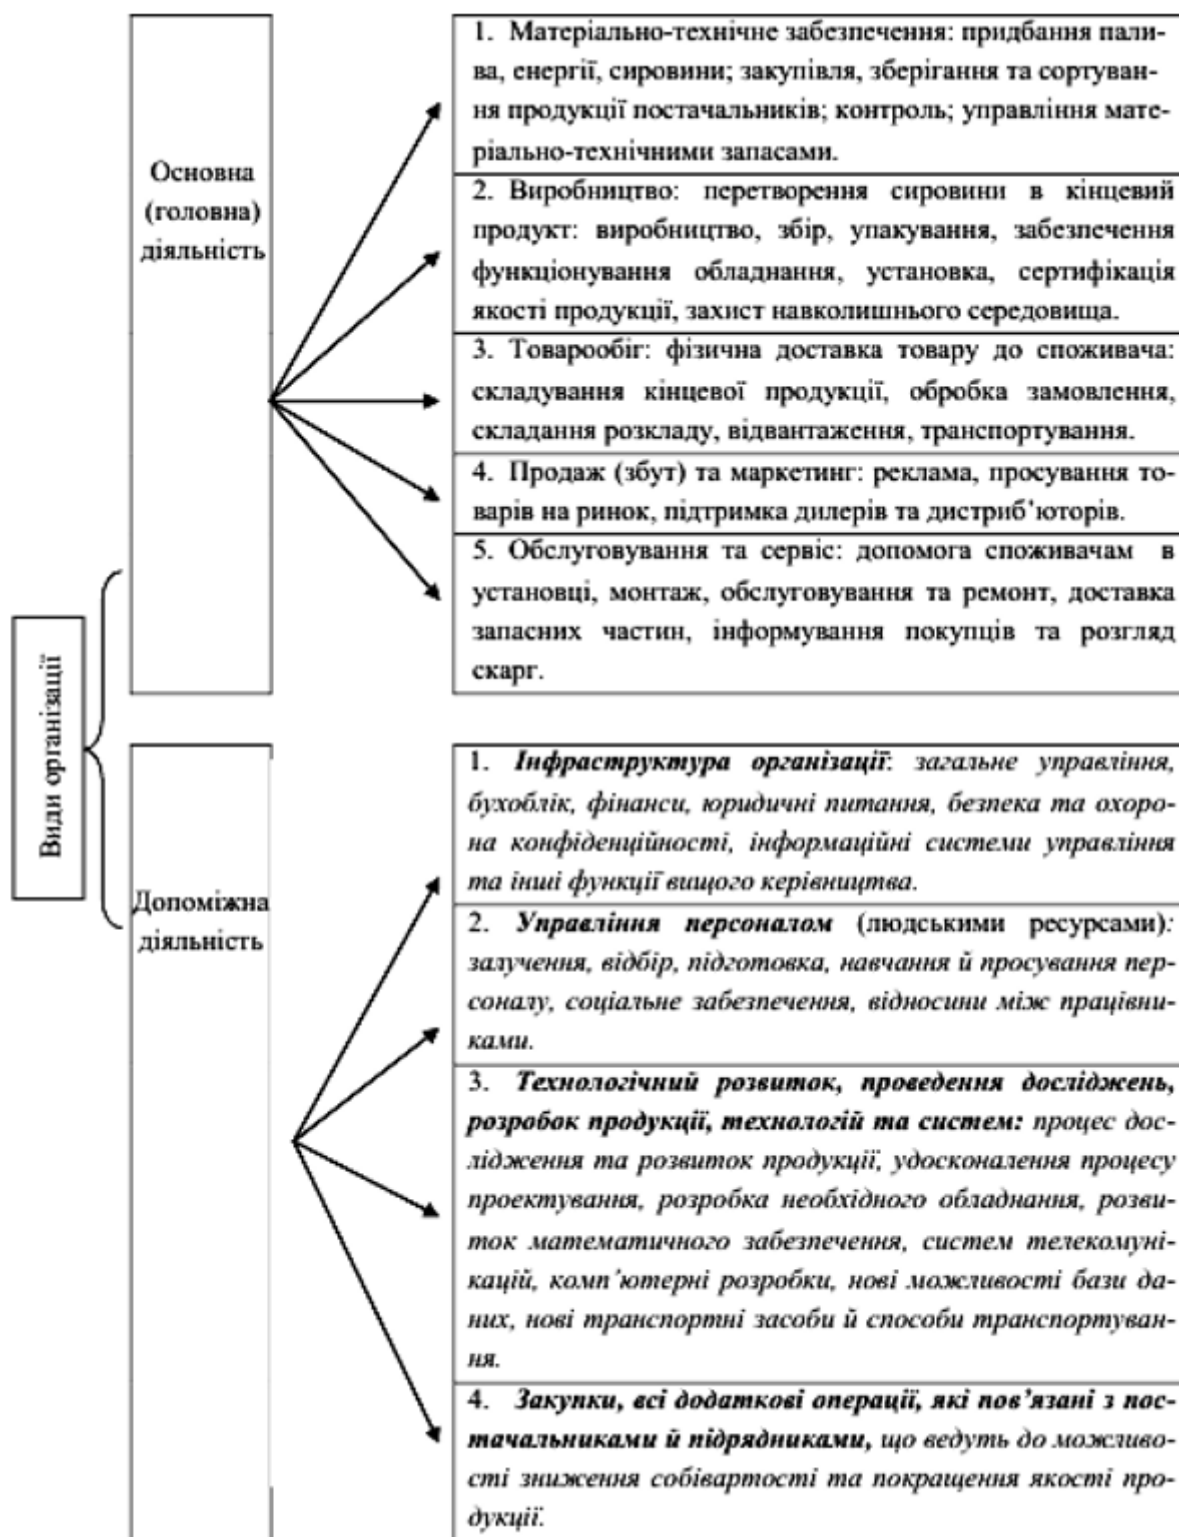 Види організації
Основна
(головна)
діяльність
1. Матеріально-технічне забезпечення: придбання пали-
ва, енергії, сировини; закупівля, зберігання та сортуван-
ня продукції постачальників; контроль; управління мате-
ріально-технічними запасами.
2. Виробництво: перетворення сировини в кінцевий
продукт: виробництво, збір, упакування, забезпечення
функціонування обладнання, установка, сертифікація
якості продукції, захист навколишнього середовища.
3. Товарообіг: фізична доставка товару до споживача:
складування кінцевої продукції, обробка замовлення,
складання розкладу, відвантаження, транспортування.
4. Продаж (збут) та маркетинг: реклама, просування то-
варів на ринок, підтримка дилерів та дистриб’юторів.
5. Обслуговування та сервіс: допомога споживачам в
установці, монтаж, обслуговування та ремонт, доставка
запасних частин, інформування покупців та розгляд
скарг.
Допоміжна
діяльність
1. Інфраструктура організації: загальне управління,
бухоблік, фінанси, юридичні питання, безпека та охоро-
на конфіденційності, інформаційні системи управління
та інші функції вищого керівництва.
2. Управління персоналом (людськими ресурсами):
залучення, відбір, підготовка, навчання й просування пер-
соналу, соціальне забезпечення, відносини між працівни-
ками.
3. Технологічний розвиток, проведення досліджень,
розробок продукції, технологій та систем: процес дос-
лідження та розвиток продукції, удосконалення процесу
проектування, розробка необхідного обладнання, розви-
ток математичного забезпечення, систем телекомуні-
кацій, комп’ютерні розробки, нові можливості бази да-
них, нові транспортні засоби й способи транспортуван-
ня.
4. Закупки, всі додаткові операції, які пов’язані з пос-
тачальниками й підрядниками, що ведуть до можливо-
сті зниження собівартості та покращення якості про-
дукції.